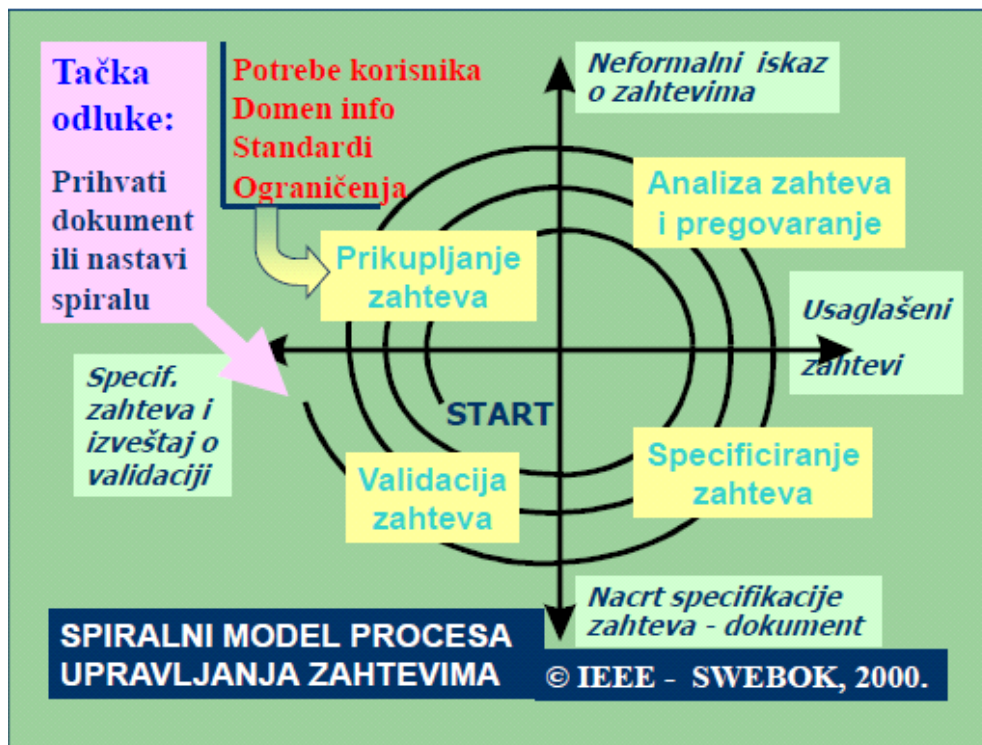 Tačka
odluke:
Prihvati
dokument
ili nastavi
spiralu
Potrebe korisnika
Domen info
Standardi
Ograničenja
Neformalni iskaz
o zahtevima
Prikupljanje
zahteva
Analiza zahteva
i pregovaranje
Usaglašeni
zahtevi
START
Specif.
zahteva i
izveštaj o
validaciji
Validacija
zahteva
Specificiranje
zahteva
Nacrt specifikacije
zahteva - dokument
SPIRALNI MODEL PROCESA
UPRAVLJANJA ZAHTEVIMA
© IEEE - SWEBOK, 2000.